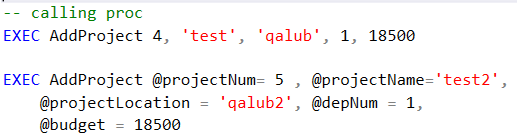 -- calling proc
EXEC AddProject 4, 'test', 'qalub', 1, 18500
EXEC AddProject @projectNum= 5 , @projectName='test2',
@projectLocation = 'qalub2', @depNum = 1,
@budget = 18500